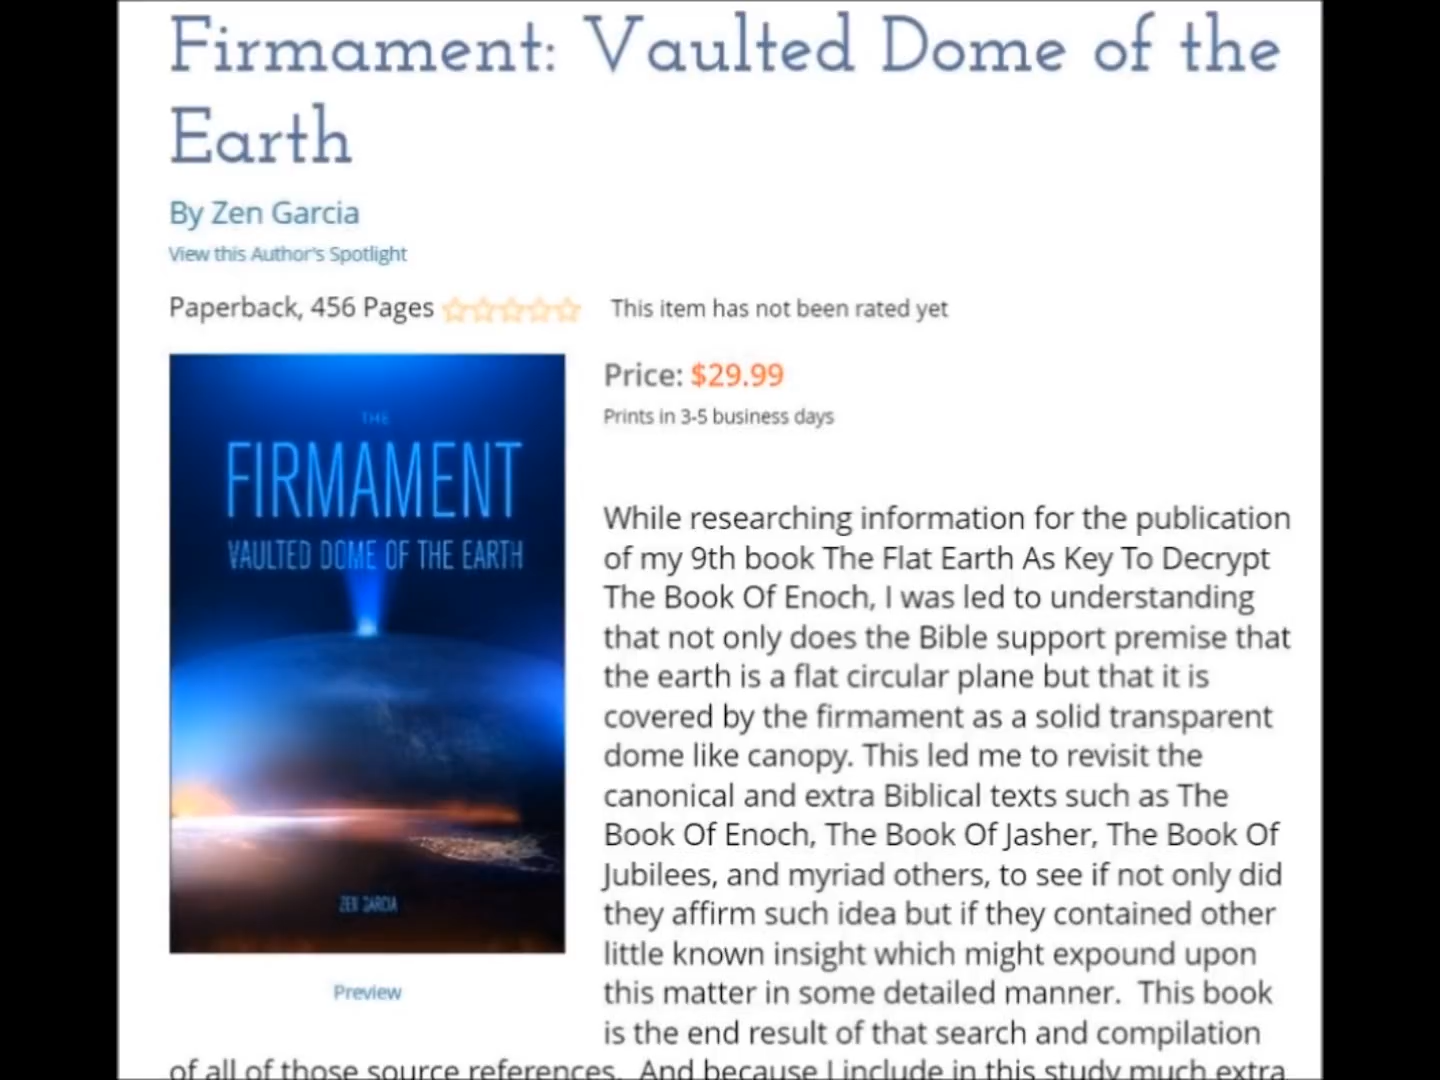 Firmament: Vaulted Dome of the
Earth
By Zen Garcia
View this Author's Spotlight
Paperback, 456 Pages
This item has not been rated yet
THE
FIRMAMENT
VAULTED DOME OF THE EARTH
ZEN GARCIA
Preview
Price: $29.99
Prints in 3-5 business days
While researching information for the publication
of my 9th book The Flat Earth As Key To Decrypt
The Book Of Enoch, I was led to understanding
that not only does the Bible support premise that
the earth is a flat circular plane but that it is
covered by the firmament as a solid transparent
dome like canopy. This led me to revisit the
canonical and extra Biblical texts such as The
Book Of Enoch, The Book Of Jasher, The Book Of
Jubilees, and myriad others, to see if not only did
they affirm such idea but if they contained other
little known insight which might expound upon
this matter in some detailed manner. This book
is the end result of that search and compilation
of all of those source references. And because I include in this study much extra